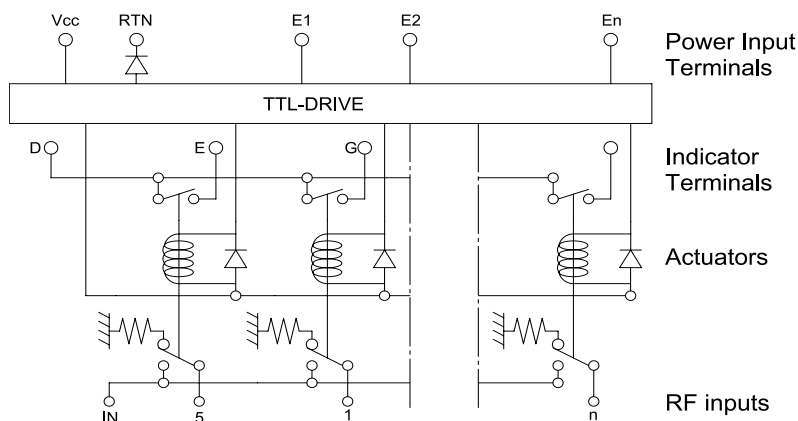 Vcc RTN E1 E2 En
Power Input
Terminals
TTL-DRIVE
D E G
Indicator
Terminals
Actuators
IN 5 1 n
RF inputs